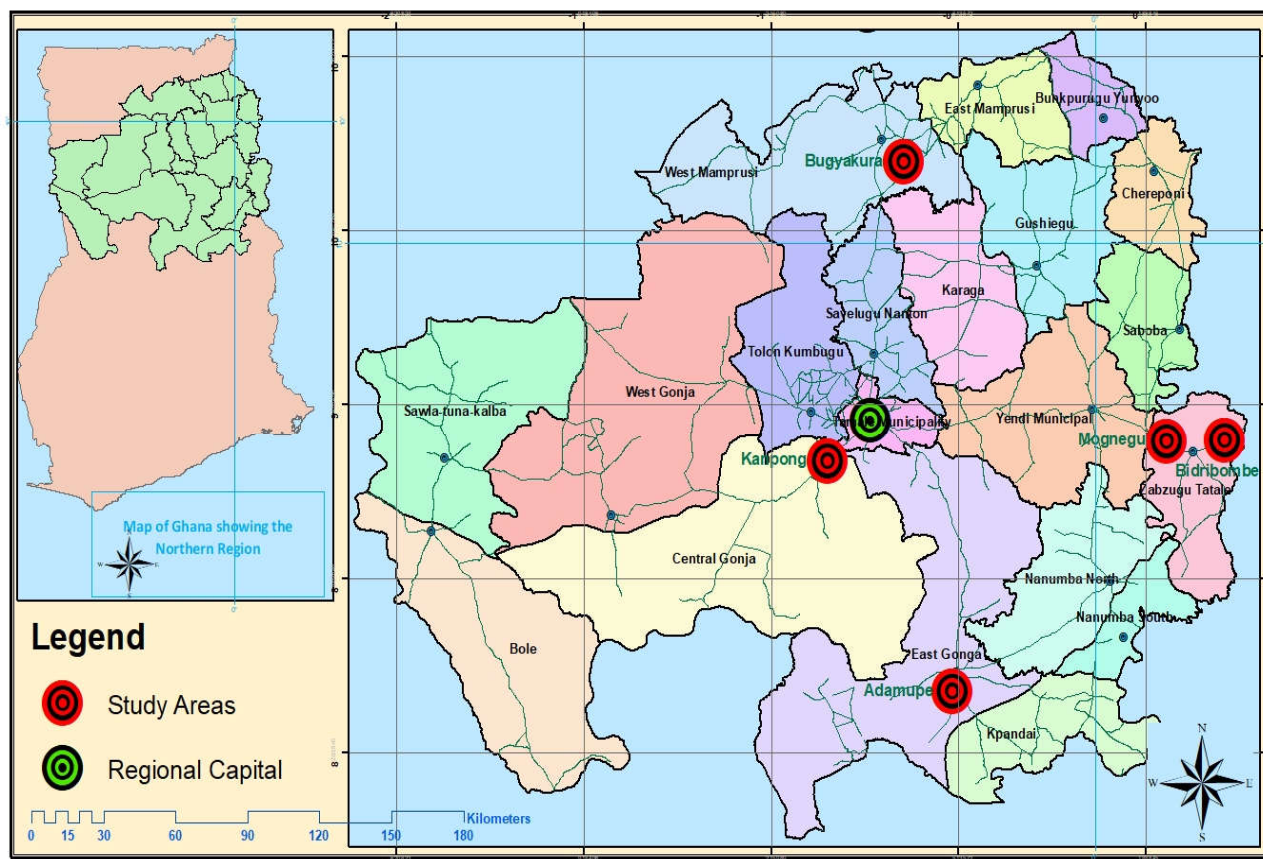 Map of Ghana showing the
Northern Region
N
W
E
S
Legend
Study Areas
Regional Capital
Kilometers
0 15 30 60 90 120 150 180
East Mamprusi
Bunkpurugu Yunyoo
Bugyakura
West Mamprusi
Chereponi
Gushiegu
Karaga
Savelugu Nanton
Saboba
Tolon Kumbugu
West Gonja
Sawla-tuna-kalba
Yendi Municipal
Mognegu
Kanpong
Bidribombe
Zabzugu Tatale
Central Gonja
Nanumba North
Nanumba South
Bole
East Gonga
Adamupe
Kpandai
N
W
E
S